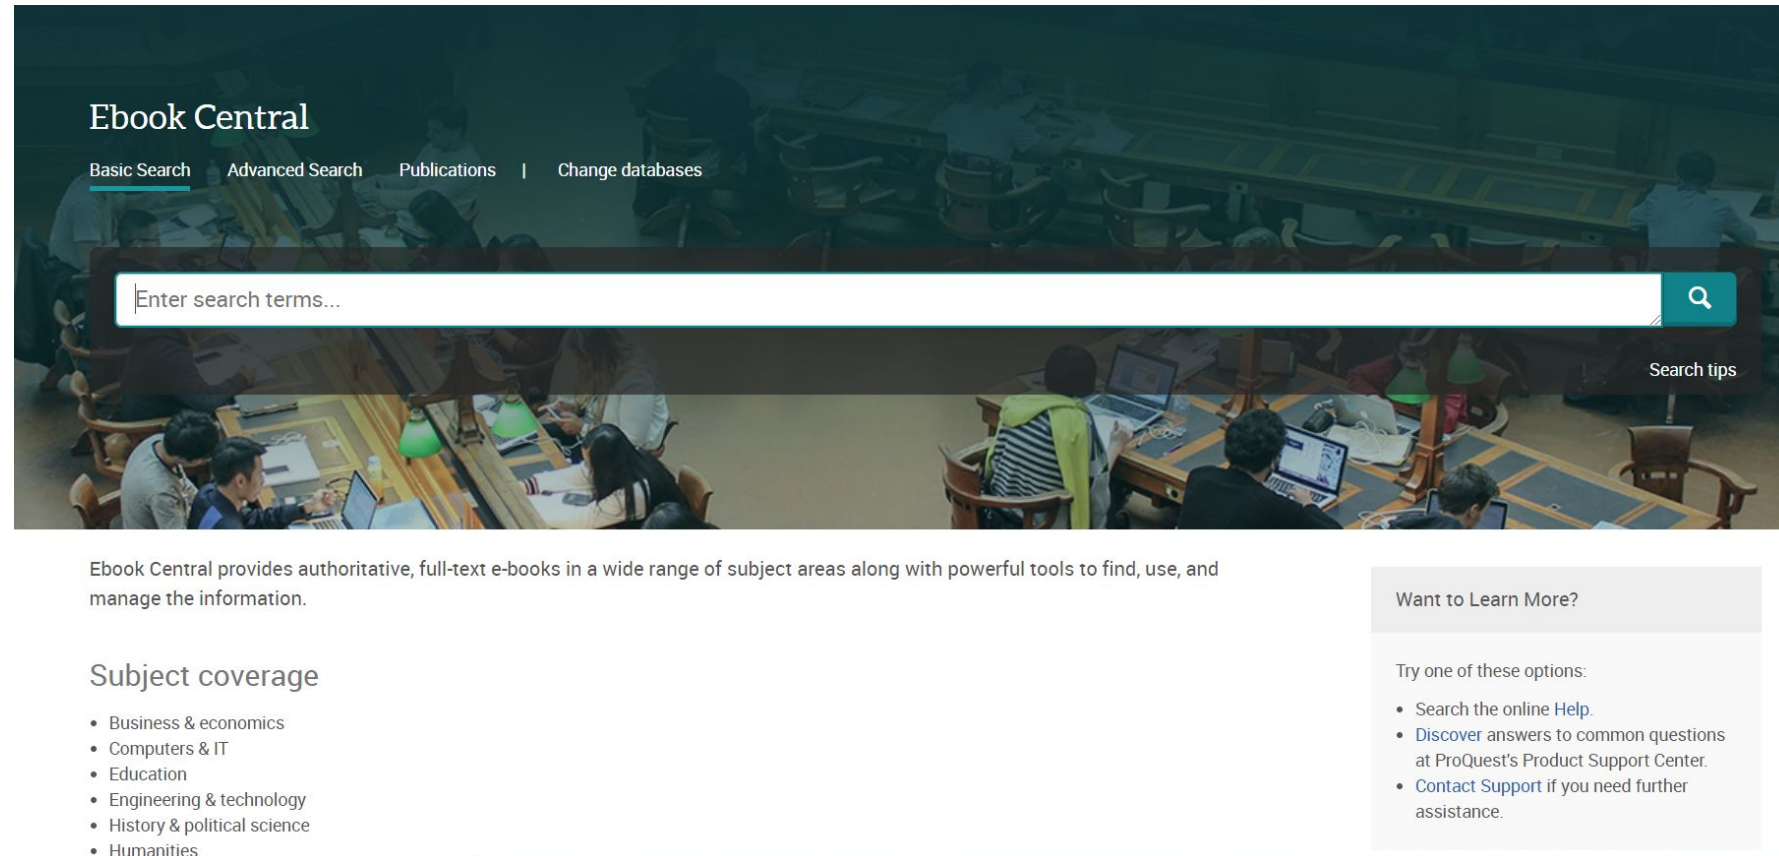 Ebook Central
Basic Search Advanced Search Publications | Change databases
Enter search terms...
Search tips
Ebook Central provides authoritative, full-text e-books in a wide range of subject areas along with powerful tools to find, use, and
manage the information.
Subject coverage
• Business & economics
• Computers & IT
• Education
• Engineering & technology
• History & political science
• Humanities
Want to Learn More?
Try one of these options:
• Search the online Help.
• Discover answers to common questions
at ProQuest's Product Support Center.
• Contact Support if you need further
assistance.